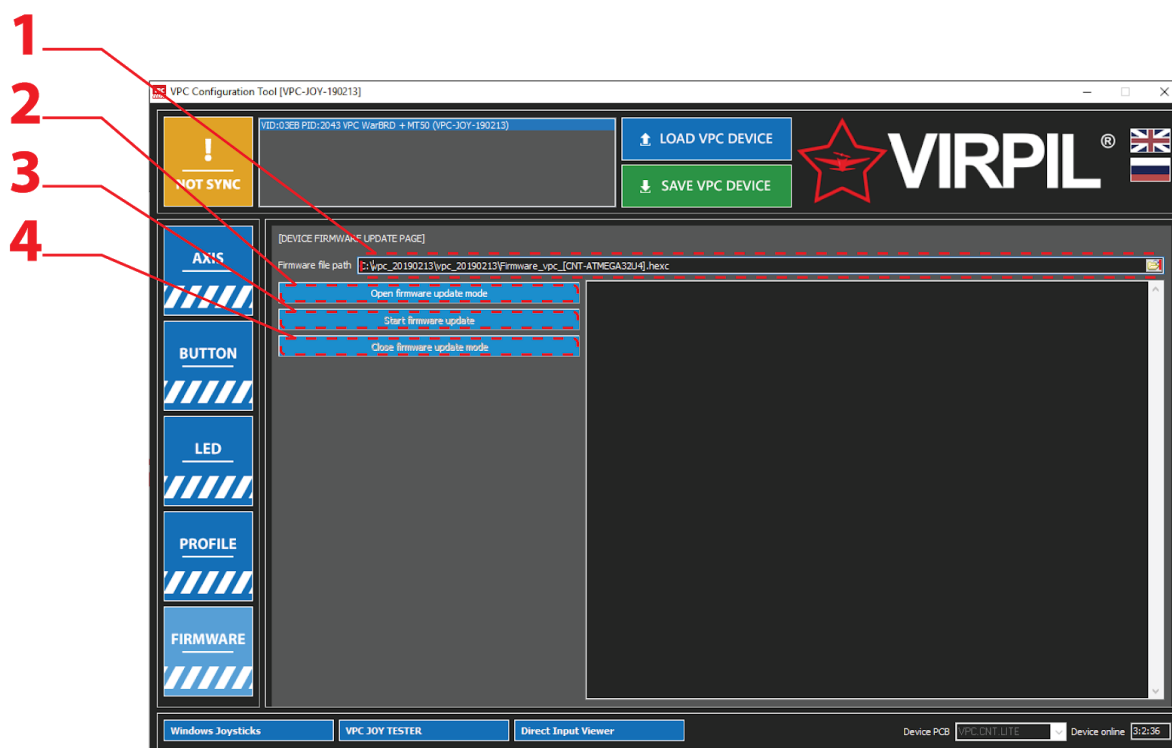 1
2
3
4
VPC Configuration Tool [VPC-JOY-190213]
!
NOT SYNC
VID:03EB PID:2043 VPC WarBRD + MT50 (VPC-JOY-190213)
LOAD VPC DEVICE
SAVE VPC DEVICE
VIRPIL®
AXIS
BUTTON
LED
PROFILE
FIRMWARE
[DEVICE FIRMWARE UPDATE PAGE]
Firmware file path C:\vpc_20190213\vpc_20190213\Firmware_vpc_[CNT-ATMEGA32U4].hexc
Open firmware update mode
Start firmware update
Close firmware update mode
Windows Joysticks
VPC JOY TESTER
Direct Input Viewer
Device PCB VPC.CNT.LITE Device online 3:2:36